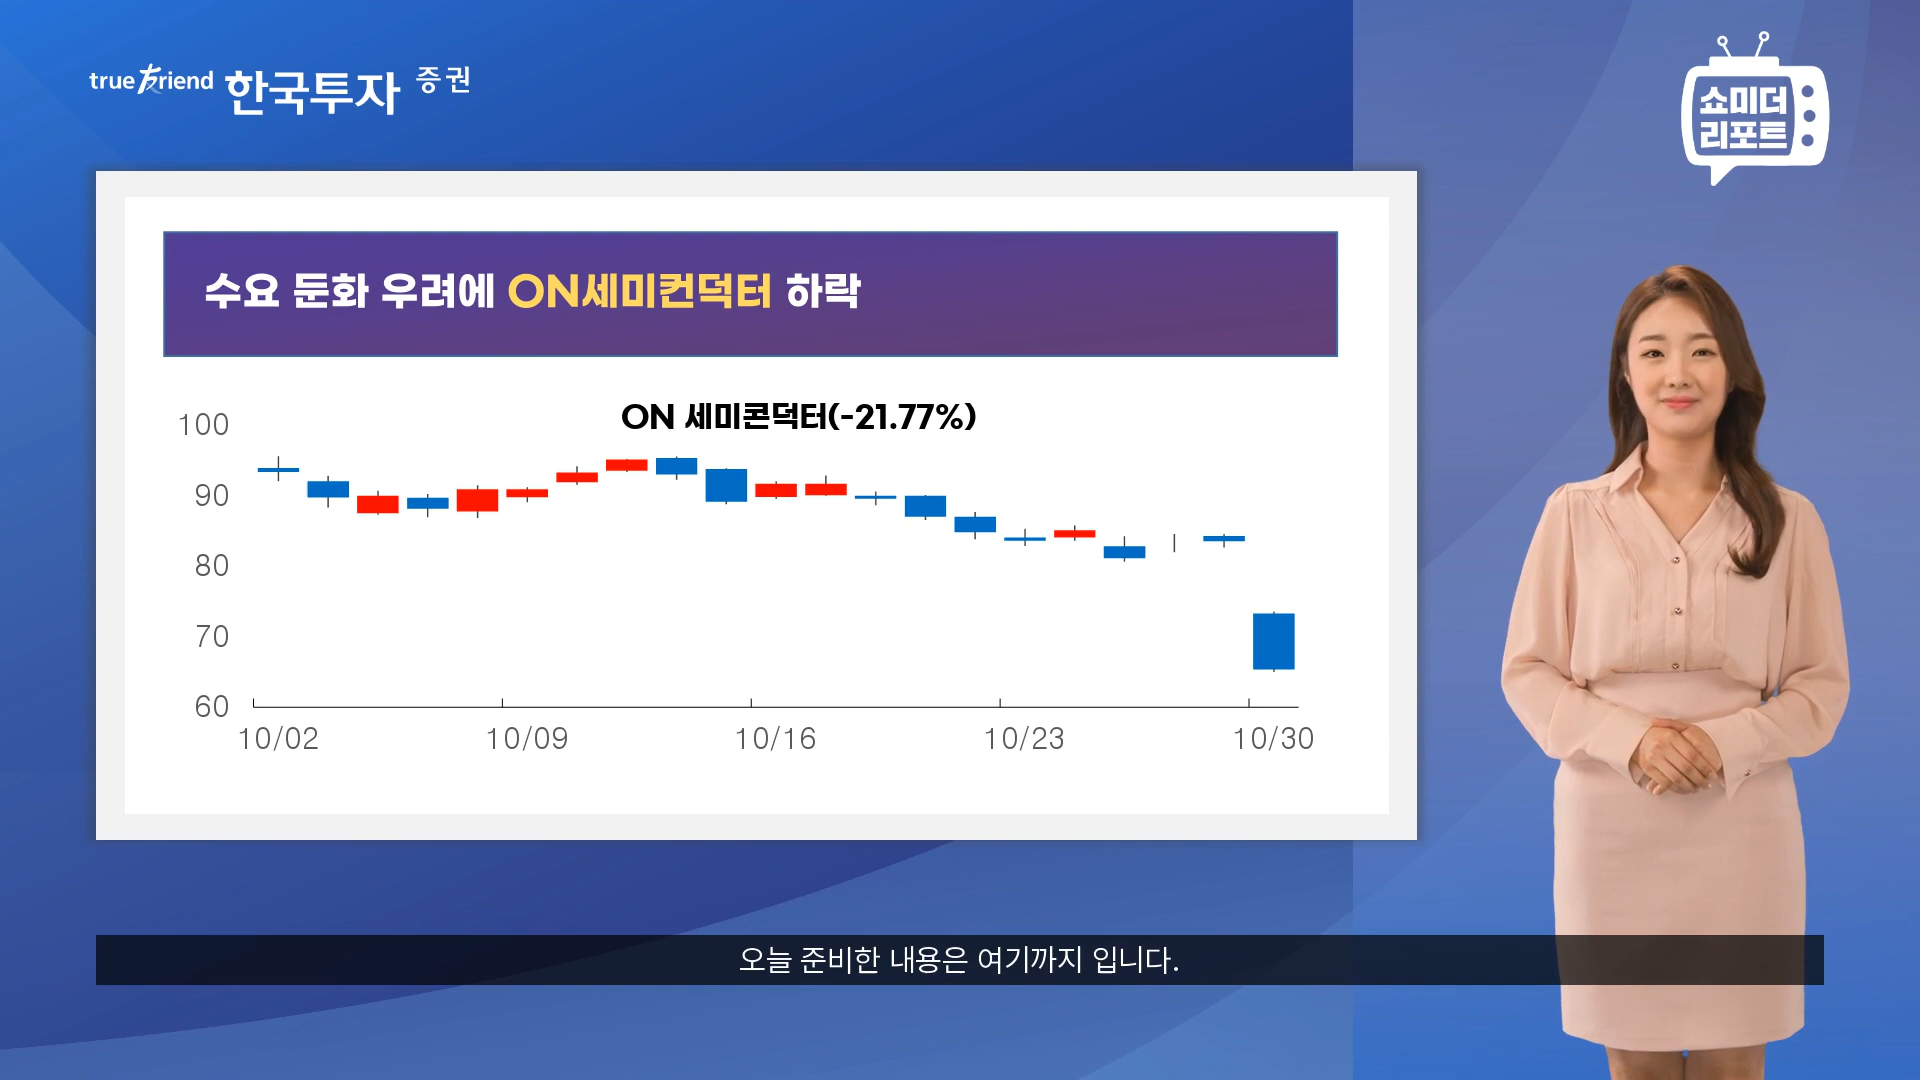 true friend 한국투자 증권
쇼미더
리포트
수요 둔화 우려에 ON세미컨덕터 하락
ON 세미콘덕터(-21.77%)
100
90
80
70
60
10/02 10/09 10/16 10/23 10/30
오늘 준비한 내용은 여기까지 입니다.